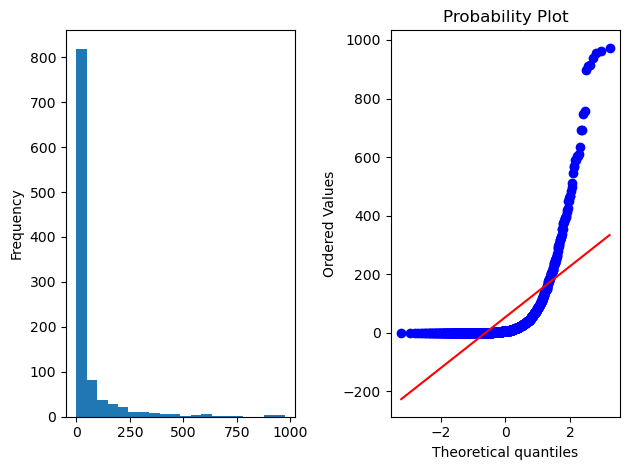 800
700
600
500
400
300
200
100
0
Frequency
0 250 500 750 1000
Probability Plot
1000
800
600
400
200
0
−200
Ordered Values
−2 0 2
Theoretical quantiles